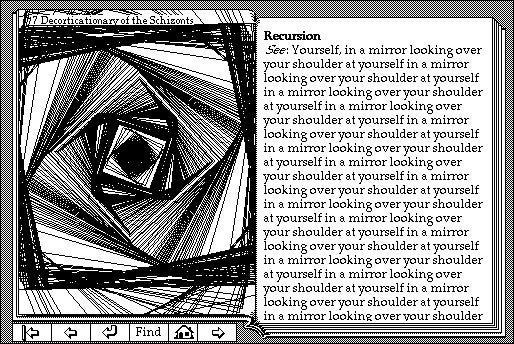 77 Decorticationary of the Schizonts
Recursion
See: Yourself, in a mirror looking over
your shoulder at yourself in a mirror
looking over your shoulder at yourself
in a mirror looking over your shoulder
at yourself in a mirror looking over
your shoulder at yourself in a mirror
looking over your shoulder at yourself
in a mirror looking over your shoulder
at yourself in a mirror looking over
your shoulder at yourself in a mirror
looking over your shoulder at yourself
in a mirror looking over your shoulder
at yourself in a mirror looking over
your shoulder at yourself in a mirror
looking over your shoulder at yourself
in a mirror looking over your shoulder
at yourself in a mirror looking over
your shoulder at yourself in a mirror
looking over your shoulder at yourself
in a mirror looking over your shoulder
Find